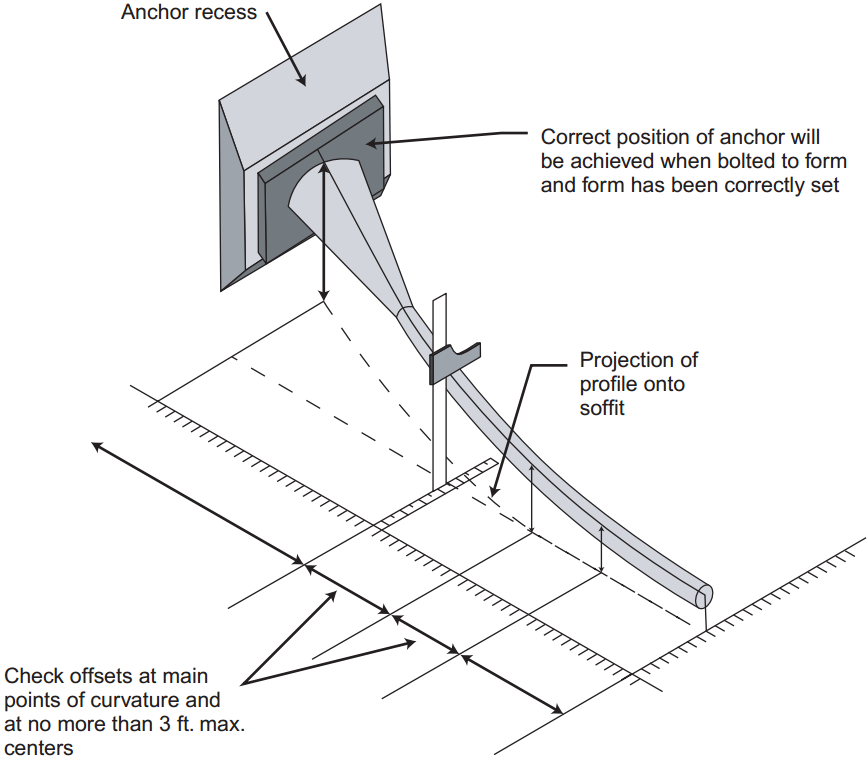 Anchor recess
Correct position of anchor will
be achieved when bolted to form
and form has been correctly set
Projection of
profile onto
soffit
Check offsets at main
points of curvature and
at no more than 3 ft. max.
centers